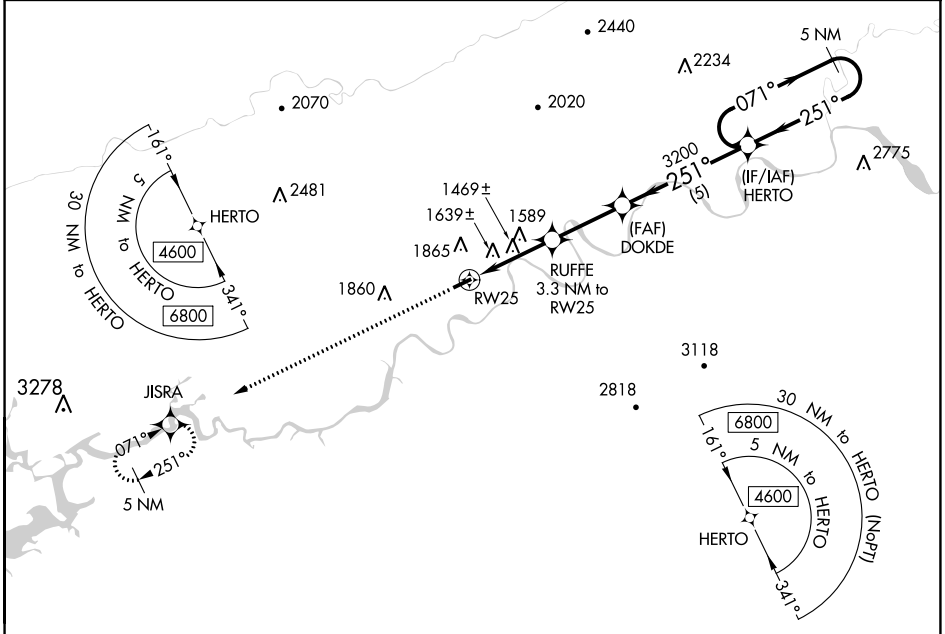 2440
5 NM
2234
2070
2020
071°
251°
161°
3200
251°
(5)
2775
(IF/IAF)
HERTO
1469±
2481
30 NM to HERTO
5 NM to HERTO
HERTO
1639±
1589
(FAF)
DOKDE
1865
4600
RUFFE
3.3 NM to
RW25
1860
RW25
341°
6800
3118
3278
JISRA
2818
30 NM to HERTO (NoPT)
6800
071°
161°
5 NM to HERTO
251°
5 NM
4600
HERTO
341°